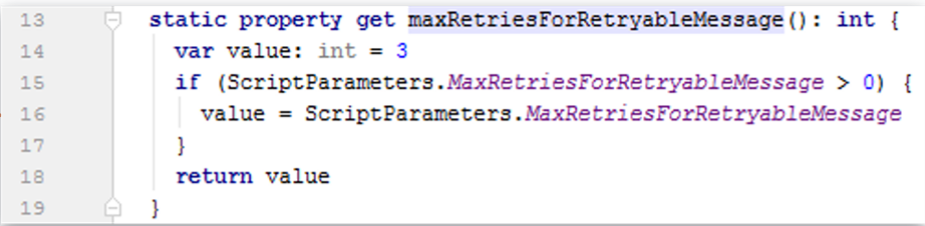 13 static property get maxRetriesForRetryableMessage(): int {
14 var value: int = 3
15 if (ScriptParameters.MaxRetriesForRetryableMessage > 0) {
16 value = ScriptParameters.MaxRetriesForRetryableMessage
17 }
18 return value
19 }